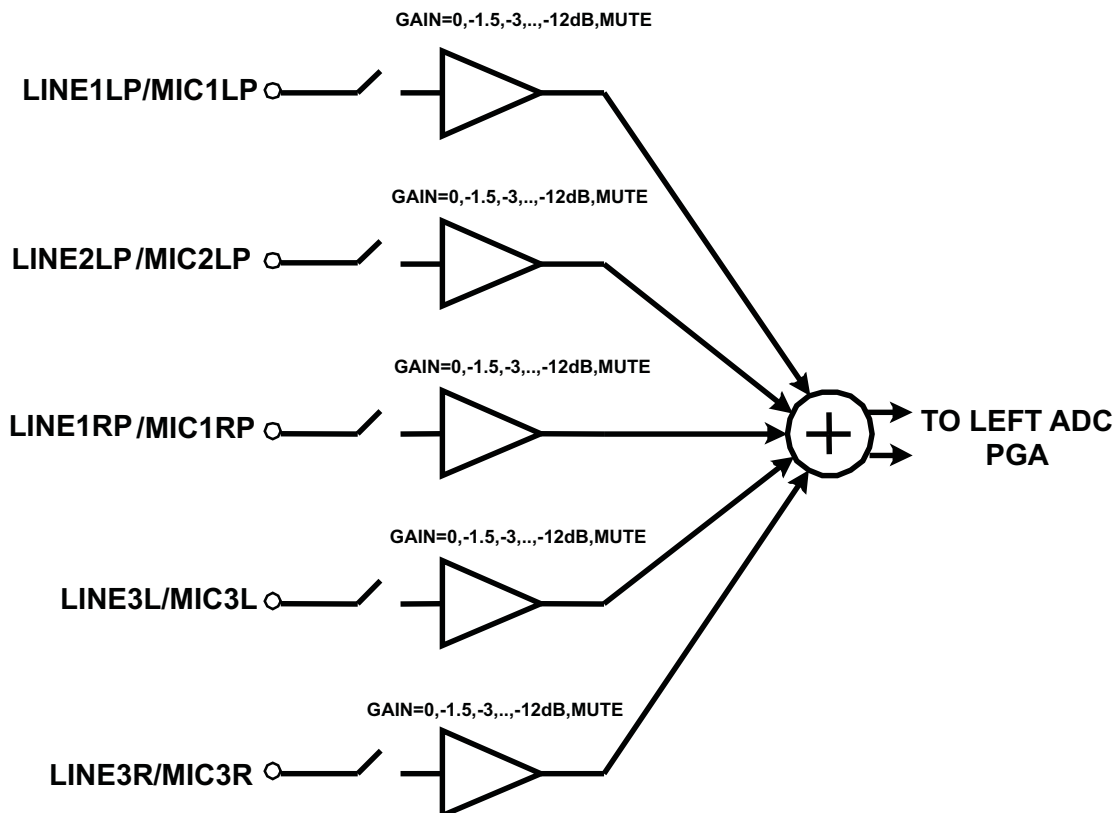 GAIN=0,-1.5,-3,..,-12dB,MUTE
LINE1LP/MIC1LP
GAIN=0,-1.5,-3,..,-12dB,MUTE
LINE2LP/MIC2LP
GAIN=0,-1.5,-3,..,-12dB,MUTE
LINE1RP/MIC1RP
TO LEFT ADC
PGA
GAIN=0,-1.5,-3,..,-12dB,MUTE
LINE3L/MIC3L
GAIN=0,-1.5,-3,..,-12dB,MUTE
LINE3R/MIC3R